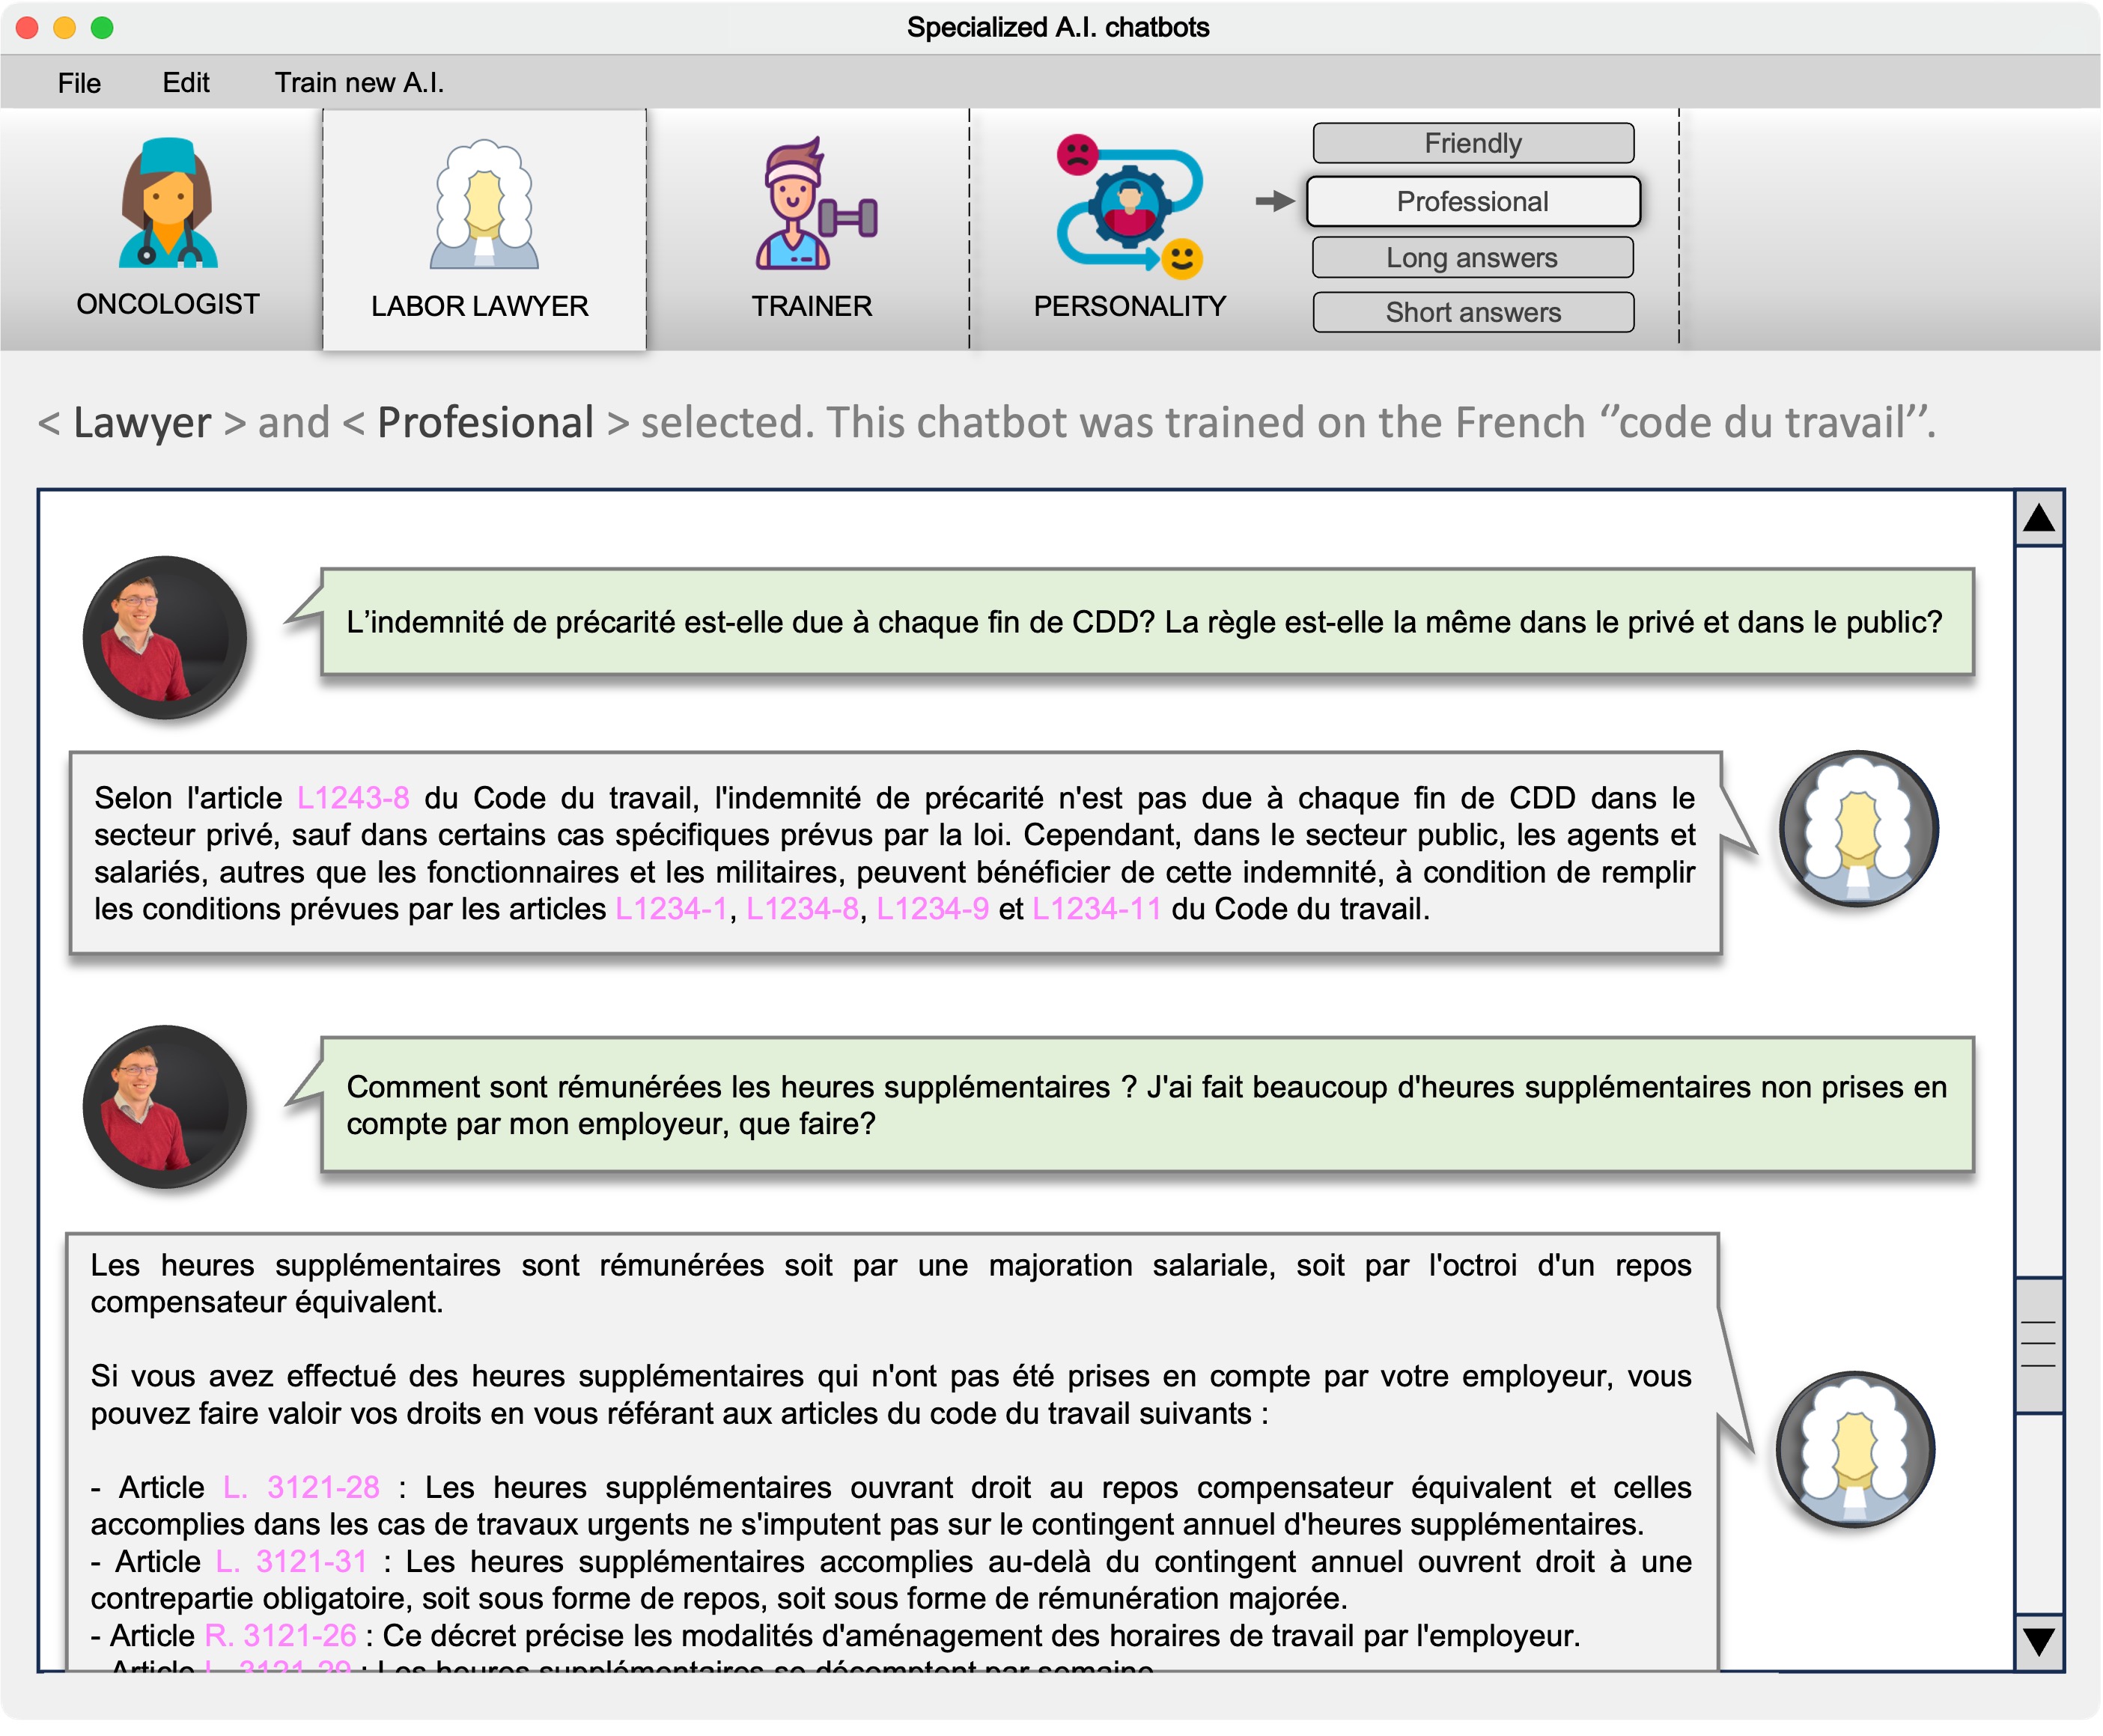 Specialized A.I. chatbots
File Edit Train new A.I.
ONCOLOGIST
LABOR LAWYER
TRAINER
PERSONALITY
Friendly
Professional
Long answers
Short answers
< Lawyer > and < Profesional > selected. This chatbot was trained on the French ‘’code du travail’’.
L’indemnité de précarité est-elle due à chaque fin de CDD? La règle est-elle la même dans le privé et dans le public?
Selon l'article L1243-8 du Code du travail, l'indemnité de précarité n'est pas due à chaque fin de CDD dans le
secteur privé, sauf dans certains cas spécifiques prévus par la loi. Cependant, dans le secteur public, les agents et
salariés, autres que les fonctionnaires et les militaires, peuvent bénéficier de cette indemnité, à condition de remplir
les conditions prévues par les articles L1234-1, L1234-8, L1234-9 et L1234-11 du Code du travail.
Comment sont rémunérées les heures supplémentaires ? J'ai fait beaucoup d'heures supplémentaires non prises en
compte par mon employeur, que faire?
Les heures supplémentaires sont rémunérées soit par une majoration salariale, soit par l'octroi d'un repos
compensateur équivalent.
Si vous avez effectué des heures supplémentaires qui n'ont pas été prises en compte par votre employeur, vous
pouvez faire valoir vos droits en vous référant aux articles du code du travail suivants :
- Article L. 3121-28 : Les heures supplémentaires ouvrant droit au repos compensateur équivalent et celles
accomplies dans les cas de travaux urgents ne s'imputent pas sur le contingent annuel d'heures supplémentaires.
- Article L. 3121-31 : Les heures supplémentaires accomplies au-delà du contingent annuel ouvrent droit à une
contrepartie obligatoire, soit sous forme de repos, soit sous forme de rémunération majorée.
- Article R. 3121-26 : Ce décret précise les modalités d'aménagement des horaires de travail par l'employeur.
- Article L. 3121-29 : Les heures supplémentaires se décomptent par semaine.